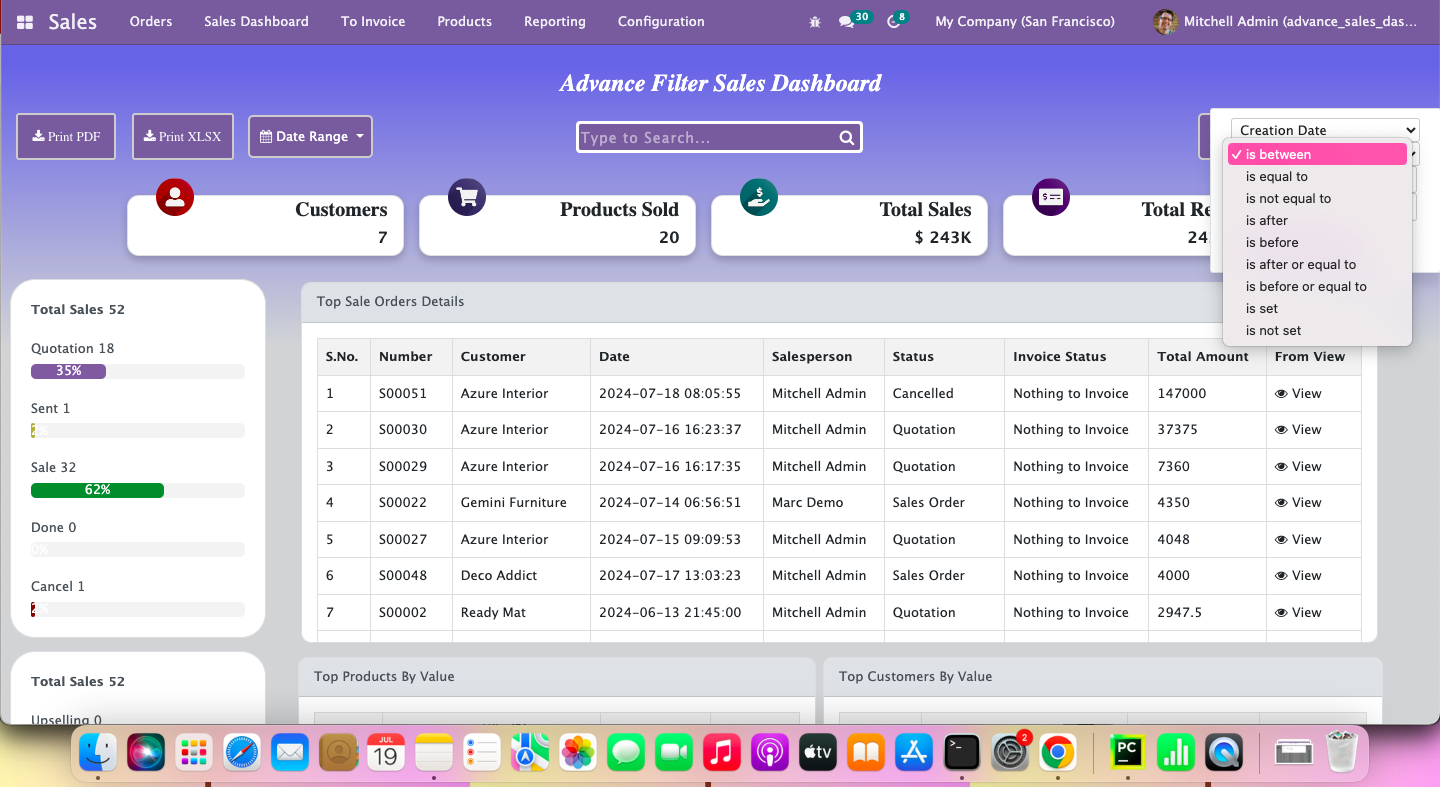 Sales Orders Sales Dashboard To Invoice Products Reporting Configuration 30 8 My Company (San Francisco) Mitchell Admin (advance_sales_das...
Advance Filter Sales Dashboard
Print PDF Print XLSX Date Range Type to Search...
Creation Date
✓ is between
is equal to
is not equal to
is after
is before
is after or equal to
is before or equal to
is set
is not set
Customers
7
Products Sold
20
Total Sales
$ 243K
Total Re
24
Total Sales 52
Quotation 18
35%
Sent 1
2%
Sale 32
62%
Done 0
0%
Cancel 1
2%
Total Sales 52
Upselling 0
Top Sale Orders Details
S.No. Number Customer Date Salesperson Status Invoice Status Total Amount From View
1 S00051 Azure Interior 2024-07-18 08:05:55 Mitchell Admin Cancelled Nothing to Invoice 147000 View
2 S00030 Azure Interior 2024-07-16 16:23:37 Mitchell Admin Quotation Nothing to Invoice 37375 View
3 S00029 Azure Interior 2024-07-16 16:17:35 Mitchell Admin Quotation Nothing to Invoice 7360 View
4 S00022 Gemini Furniture 2024-07-14 06:56:51 Marc Demo Sales Order Nothing to Invoice 4350 View
5 S00027 Azure Interior 2024-07-15 09:09:53 Mitchell Admin Quotation Nothing to Invoice 4048 View
6 S00048 Deco Addict 2024-07-17 13:03:23 Mitchell Admin Sales Order Nothing to Invoice 4000 View
7 S00002 Ready Mat 2024-06-13 21:45:00 Mitchell Admin Quotation Nothing to Invoice 2947.5 View
Top Products By Value
Top Customers By Value
JUL
19
tv
>_
2
PC